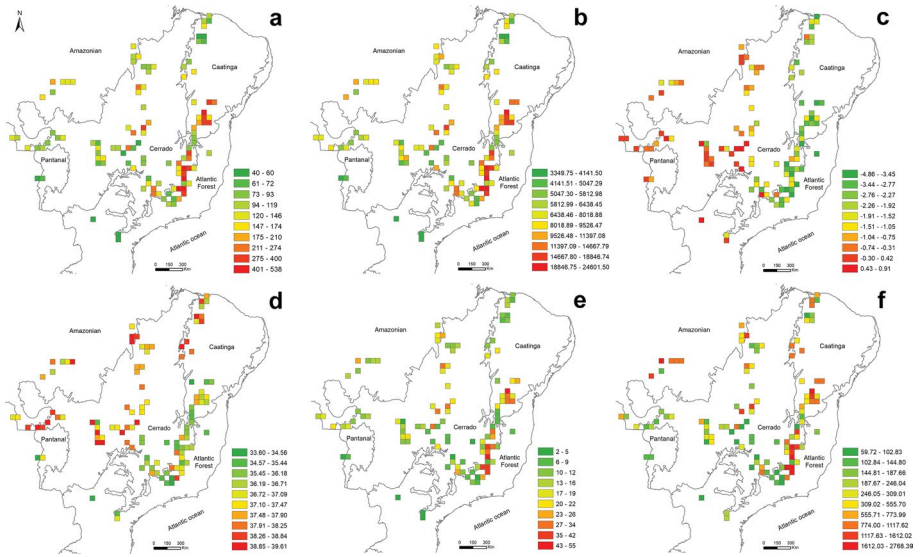 N
a
Amazonian
Caatinga
Cerrado
Pantanal
Atlantic
Forest
Atlantic ocean
40 - 60
61 - 72
73 - 93
94 - 119
120 - 146
147 - 174
175 - 210
211 - 274
275 - 400
401 - 538
150 300
Km
b
Amazonian
Caatinga
Cerrado
Pantanal
Atlantic
Forest
Atlantic ocean
3349.75 - 4141.50
4141.51 - 5047.29
5047.30 - 5812.98
5812.99 - 6438.45
6438.46 - 8018.88
8018.89 - 9526.47
9526.48 - 11397.08
11397.09 - 14667.79
14667.80 - 18846.74
18846.75 - 24601.50
150 300
Km
c
Amazonian
Caatinga
Cerrado
Pantanal
Atlantic
Forest
Atlantic ocean
-4.86 - -3.45
-3.44 - -2.77
-2.76 - -2.27
-2.26 - -1.92
-1.91 - -1.52
-1.51 - -1.05
-1.04 - -0.75
-0.74 - -0.31
-0.30 - 0.42
0.43 - 0.91
150 300
Km
d
Amazonian
Caatinga
Cerrado
Pantanal
Atlantic
Forest
Atlantic ocean
33.60 - 34.56
34.57 - 35.44
35.45 - 36.18
36.19 - 36.71
36.72 - 37.09
37.10 - 37.47
37.48 - 37.90
37.91 - 38.25
38.26 - 38.84
38.85 - 39.61
150 300
Km
e
Amazonian
Caatinga
Cerrado
Pantanal
Atlantic
Forest
Atlantic ocean
2 - 5
6 - 9
10 - 12
13 - 16
17 - 19
20 - 22
23 - 26
27 - 34
35 - 42
43 - 55
150 300
Km
f
Amazonian
Caatinga
Cerrado
Pantanal
Atlantic
Forest
Atlantic ocean
59.72 - 102.83
102.84 - 144.80
144.81 - 187.66
187.67 - 246.04
246.05 - 309.01
309.02 - 555.70
555.71 - 773.99
774.00 - 1117.62
1117.63 - 1612.02
1612.03 - 2768.39
150 300
Km